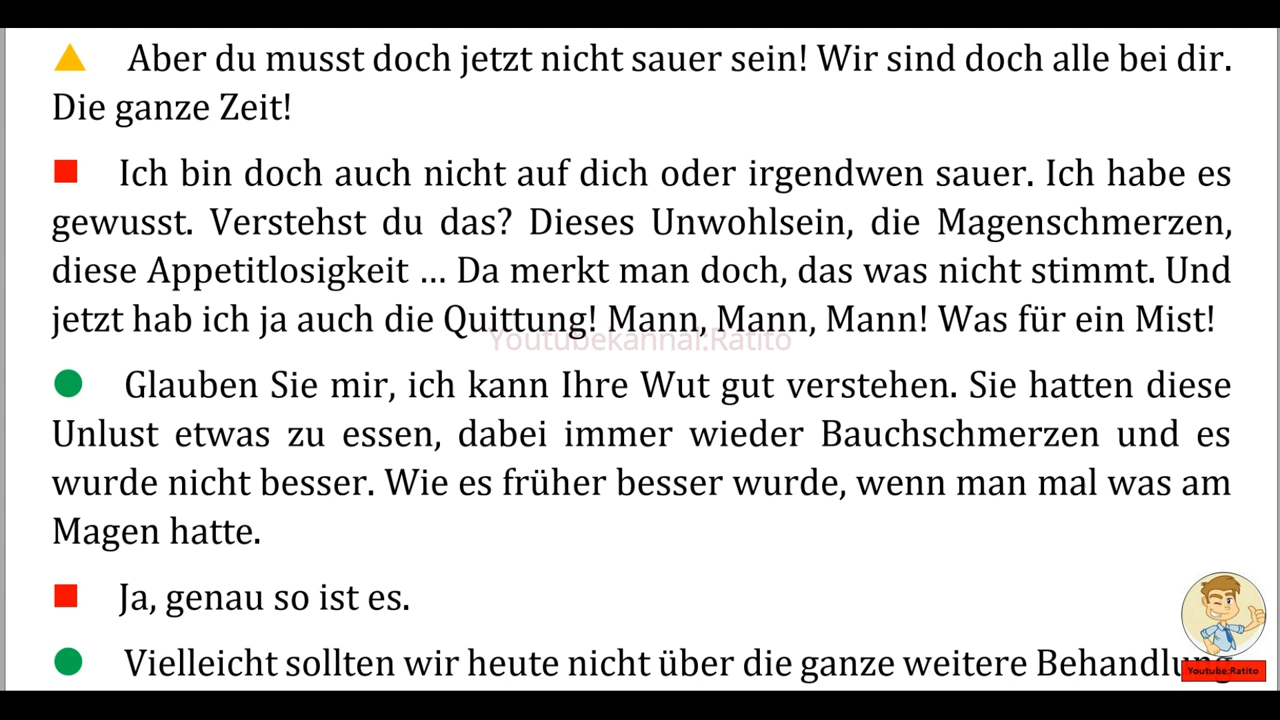 Aber du musst doch jetzt nicht sauer sein! Wir sind doch alle bei dir.
Die ganze Zeit!
Ich bin doch auch nicht auf dich oder irgendwen sauer. Ich habe es
gewusst. Verstehst du das? Dieses Unwohlsein, die Magenschmerzen,
diese Appetitlosigkeit ... Da merkt man doch, das was nicht stimmt. Und
jetzt hab ich ja auch die Quittung! Mann, Mann, Mann! Was für ein Mist!
Youtubekannal:Ratito
Glauben Sie mir, ich kann Ihre Wut gut verstehen. Sie hatten diese
Unlust etwas zu essen, dabei immer wieder Bauchschmerzen und es
wurde nicht besser. Wie es früher besser wurde, wenn man mal was am
Magen hatte.
Ja, genau so ist es.
Vielleicht sollten wir heute nicht über die ganze weitere Behandlung
Youtube:Ratito